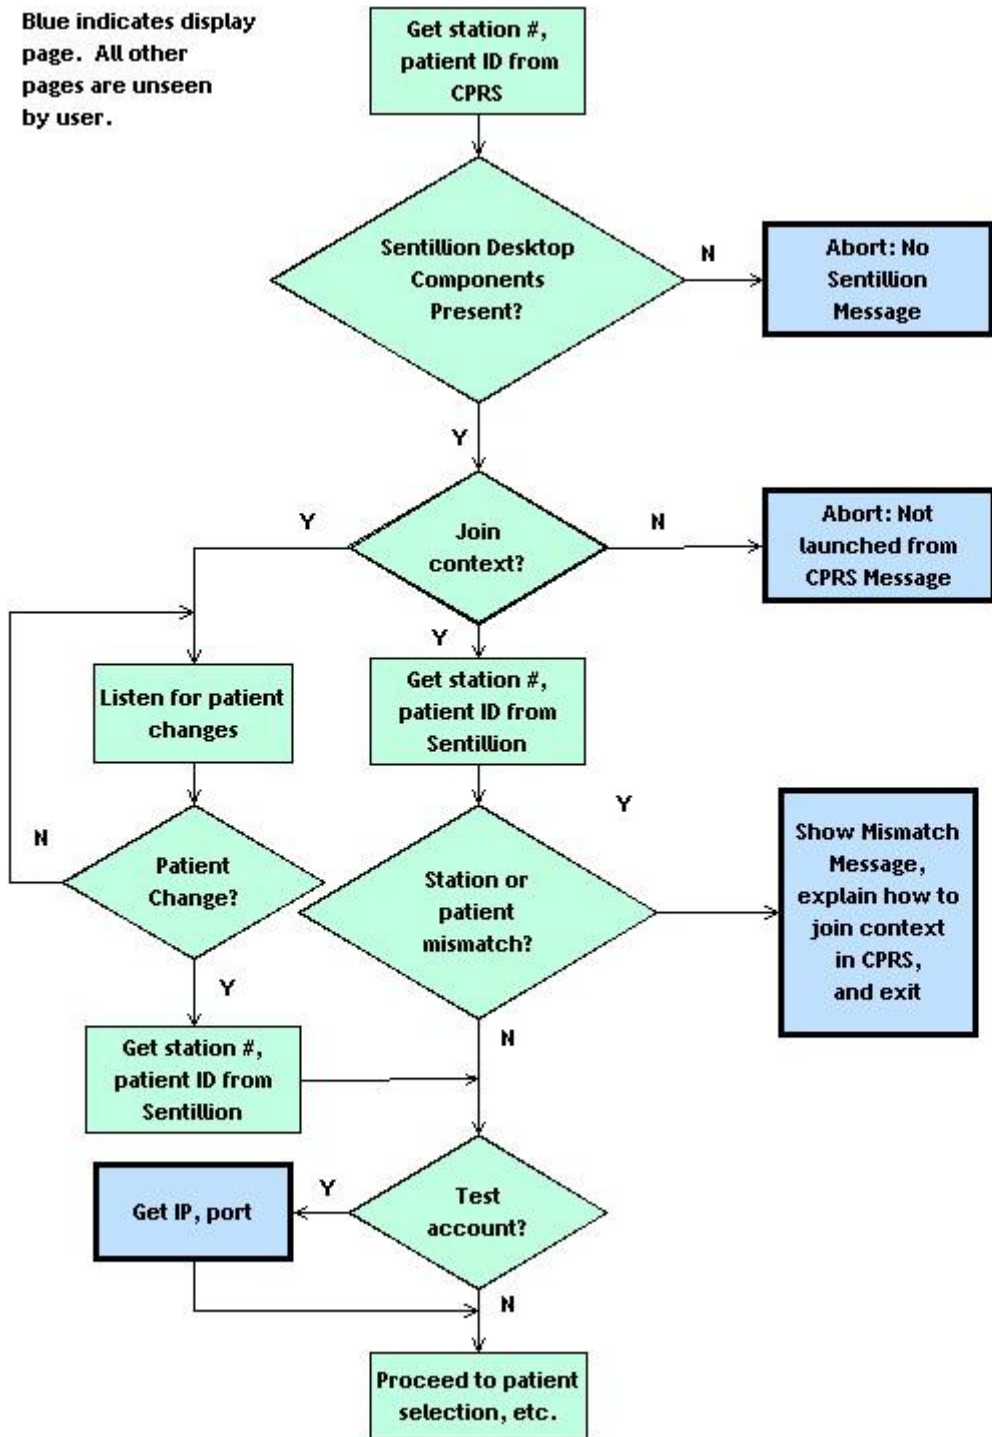 Blue indicates display
page.  All other
pages are unseen
by user.
Get station #,
patient ID from
CPRS
Sentillion Desktop
Components
Present?
N
Abort: No
Sentillion
Message
Y
Join
context?
Y
N
Abort: Not
launched from
CPRS Message
Y
Listen for patient
changes
Get station #,
patient ID from
Sentillion
Patient
Change?
N
Station or
patient
mismatch?
Y
Show Mismatch
Message,
explain how to
join context
in CPRS,
and exit
Y
Get station #,
patient ID from
Sentillion
N
Test
account?
Y
Get IP, port
N
Proceed to patient
selection, etc.